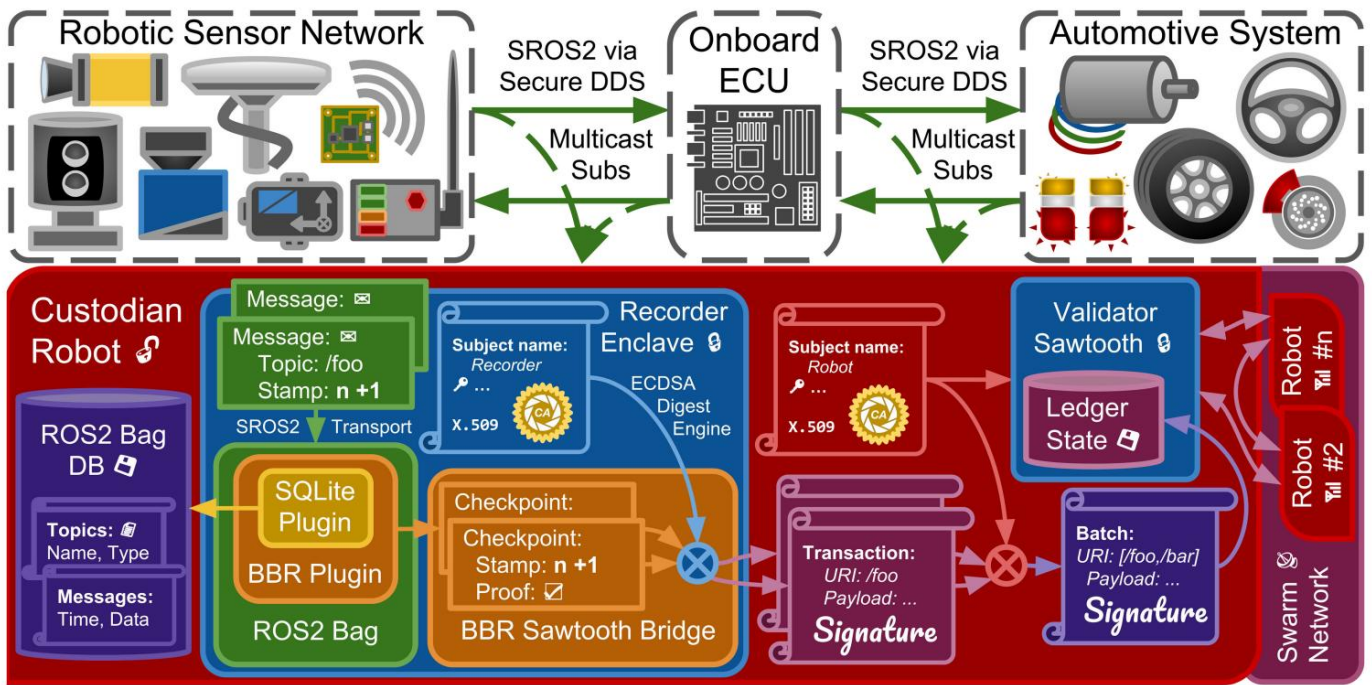 Robotic Sensor Network
SROS2 via
Secure DDS
Multicast
Subs
Onboard
ECU
SROS2 via
Secure DDS
Multicast
Subs
Automotive System
Custodian
Robot
ROS2 Bag
DB
Topics:
Name, Type
Messages:
Time, Data
Message:
Message:
Topic: /foo
Stamp: n +1
SROS2 Transport
SQLite
Plugin
BBR Plugin
ROS2 Bag
Recorder
Enclave
Subject name:
Recorder
...
X.509
CA
ECDSA
Digest
Engine
Checkpoint:
Checkpoint:
Stamp: n +1
Proof:
BBR Sawtooth Bridge
Subject name:
Robot
...
X.509
CA
Transaction:
URI: /foo
Payload: ...
Signature
Validator
Sawtooth
Ledger
State
Batch:
URI: [/foo,/bar]
Payload: ...
Signature
Robot
#n
Robot
#2
Swarm
Network